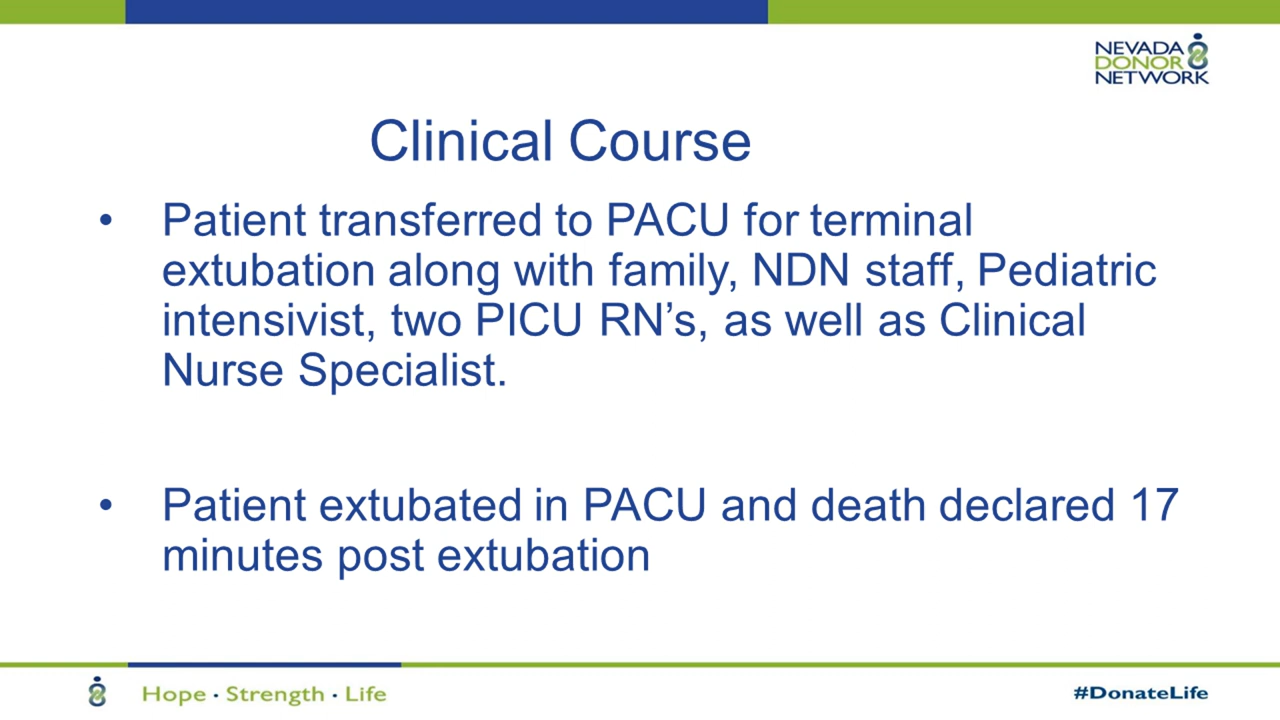 NEVADA
DONOR
NETWORK
Clinical Course
• Patient transferred to PACU for terminal
extubation along with family, NDN staff, Pediatric
intensivist, two PICU RN’s, as well as Clinical
Nurse Specialist.
• Patient extubated in PACU and death declared 17
minutes post extubation
Hope · Strength · Life
#DonateLife